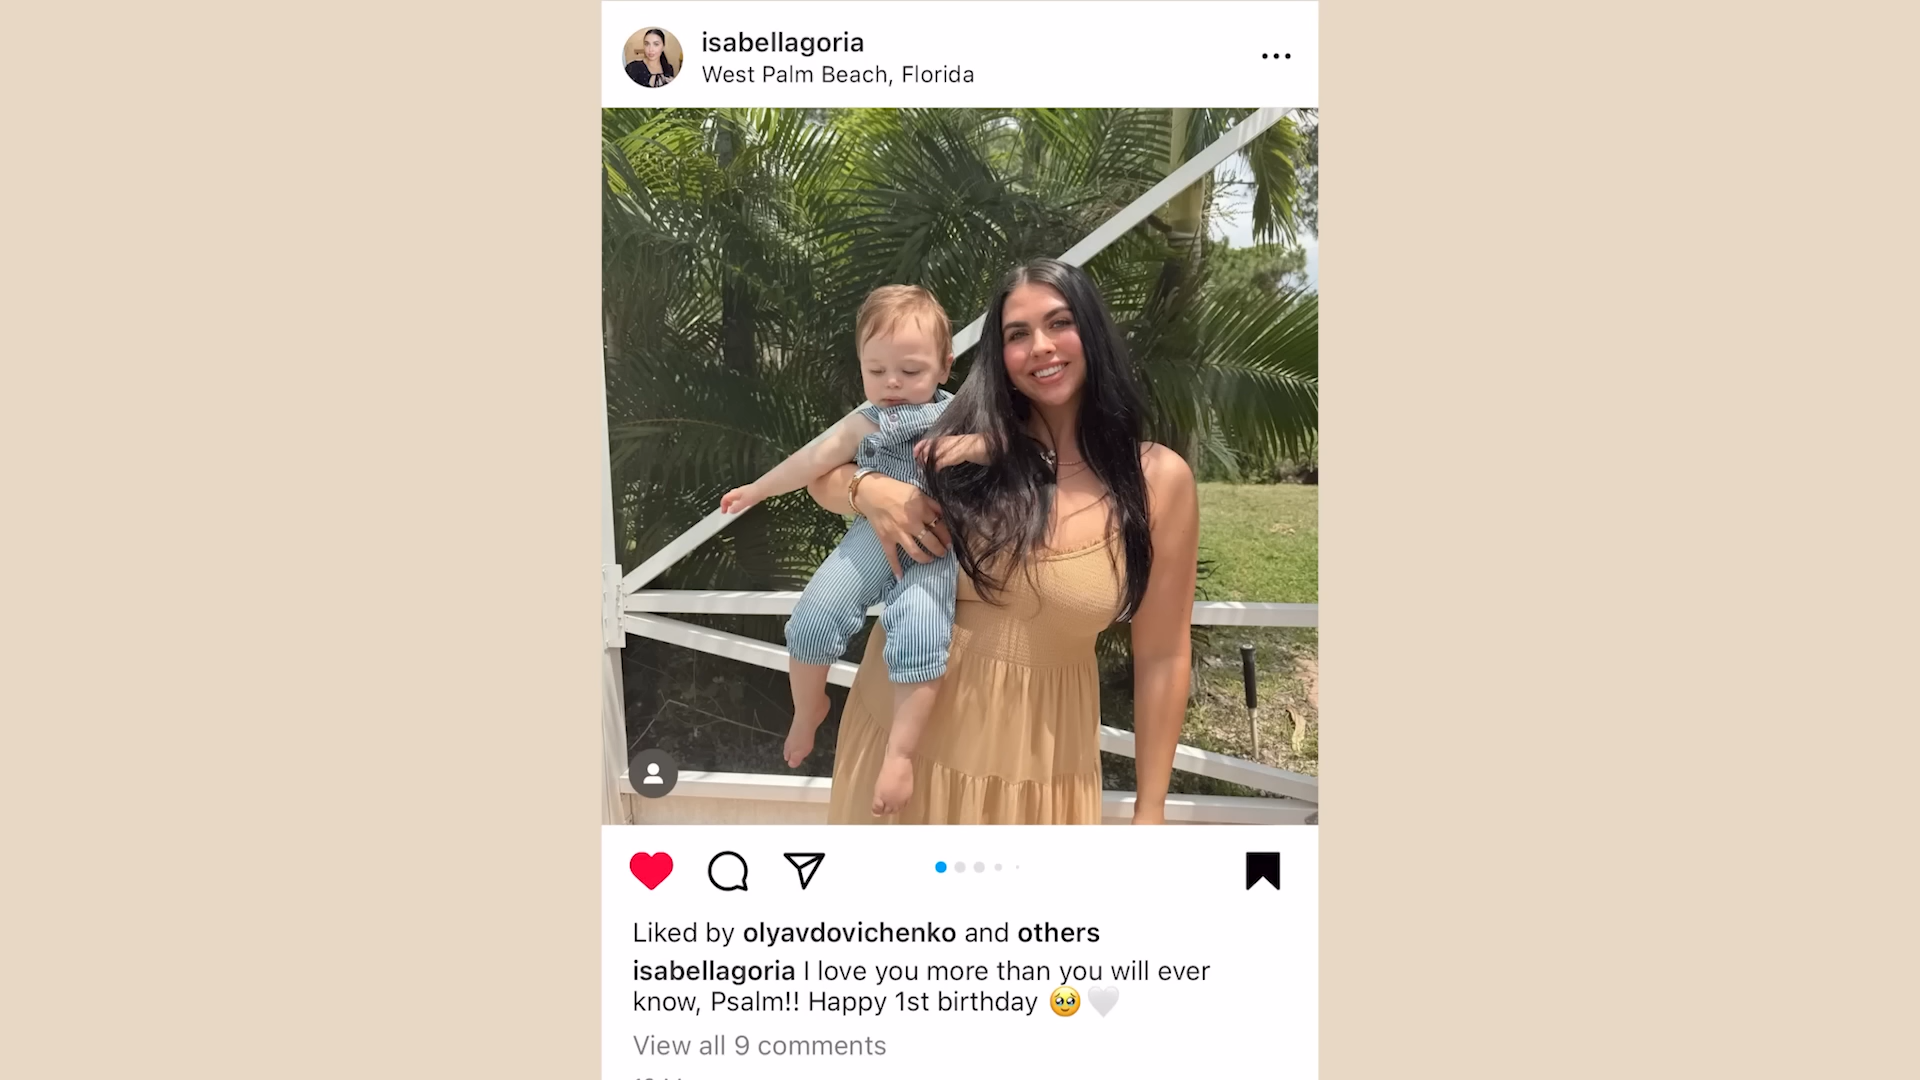 isabellagoria
West Palm Beach, Florida
Liked by olyavdovichenko and others
isabellagoria I love you more than you will ever
know, Psalm!! Happy 1st birthday 🥹🤍
View all 9 comments